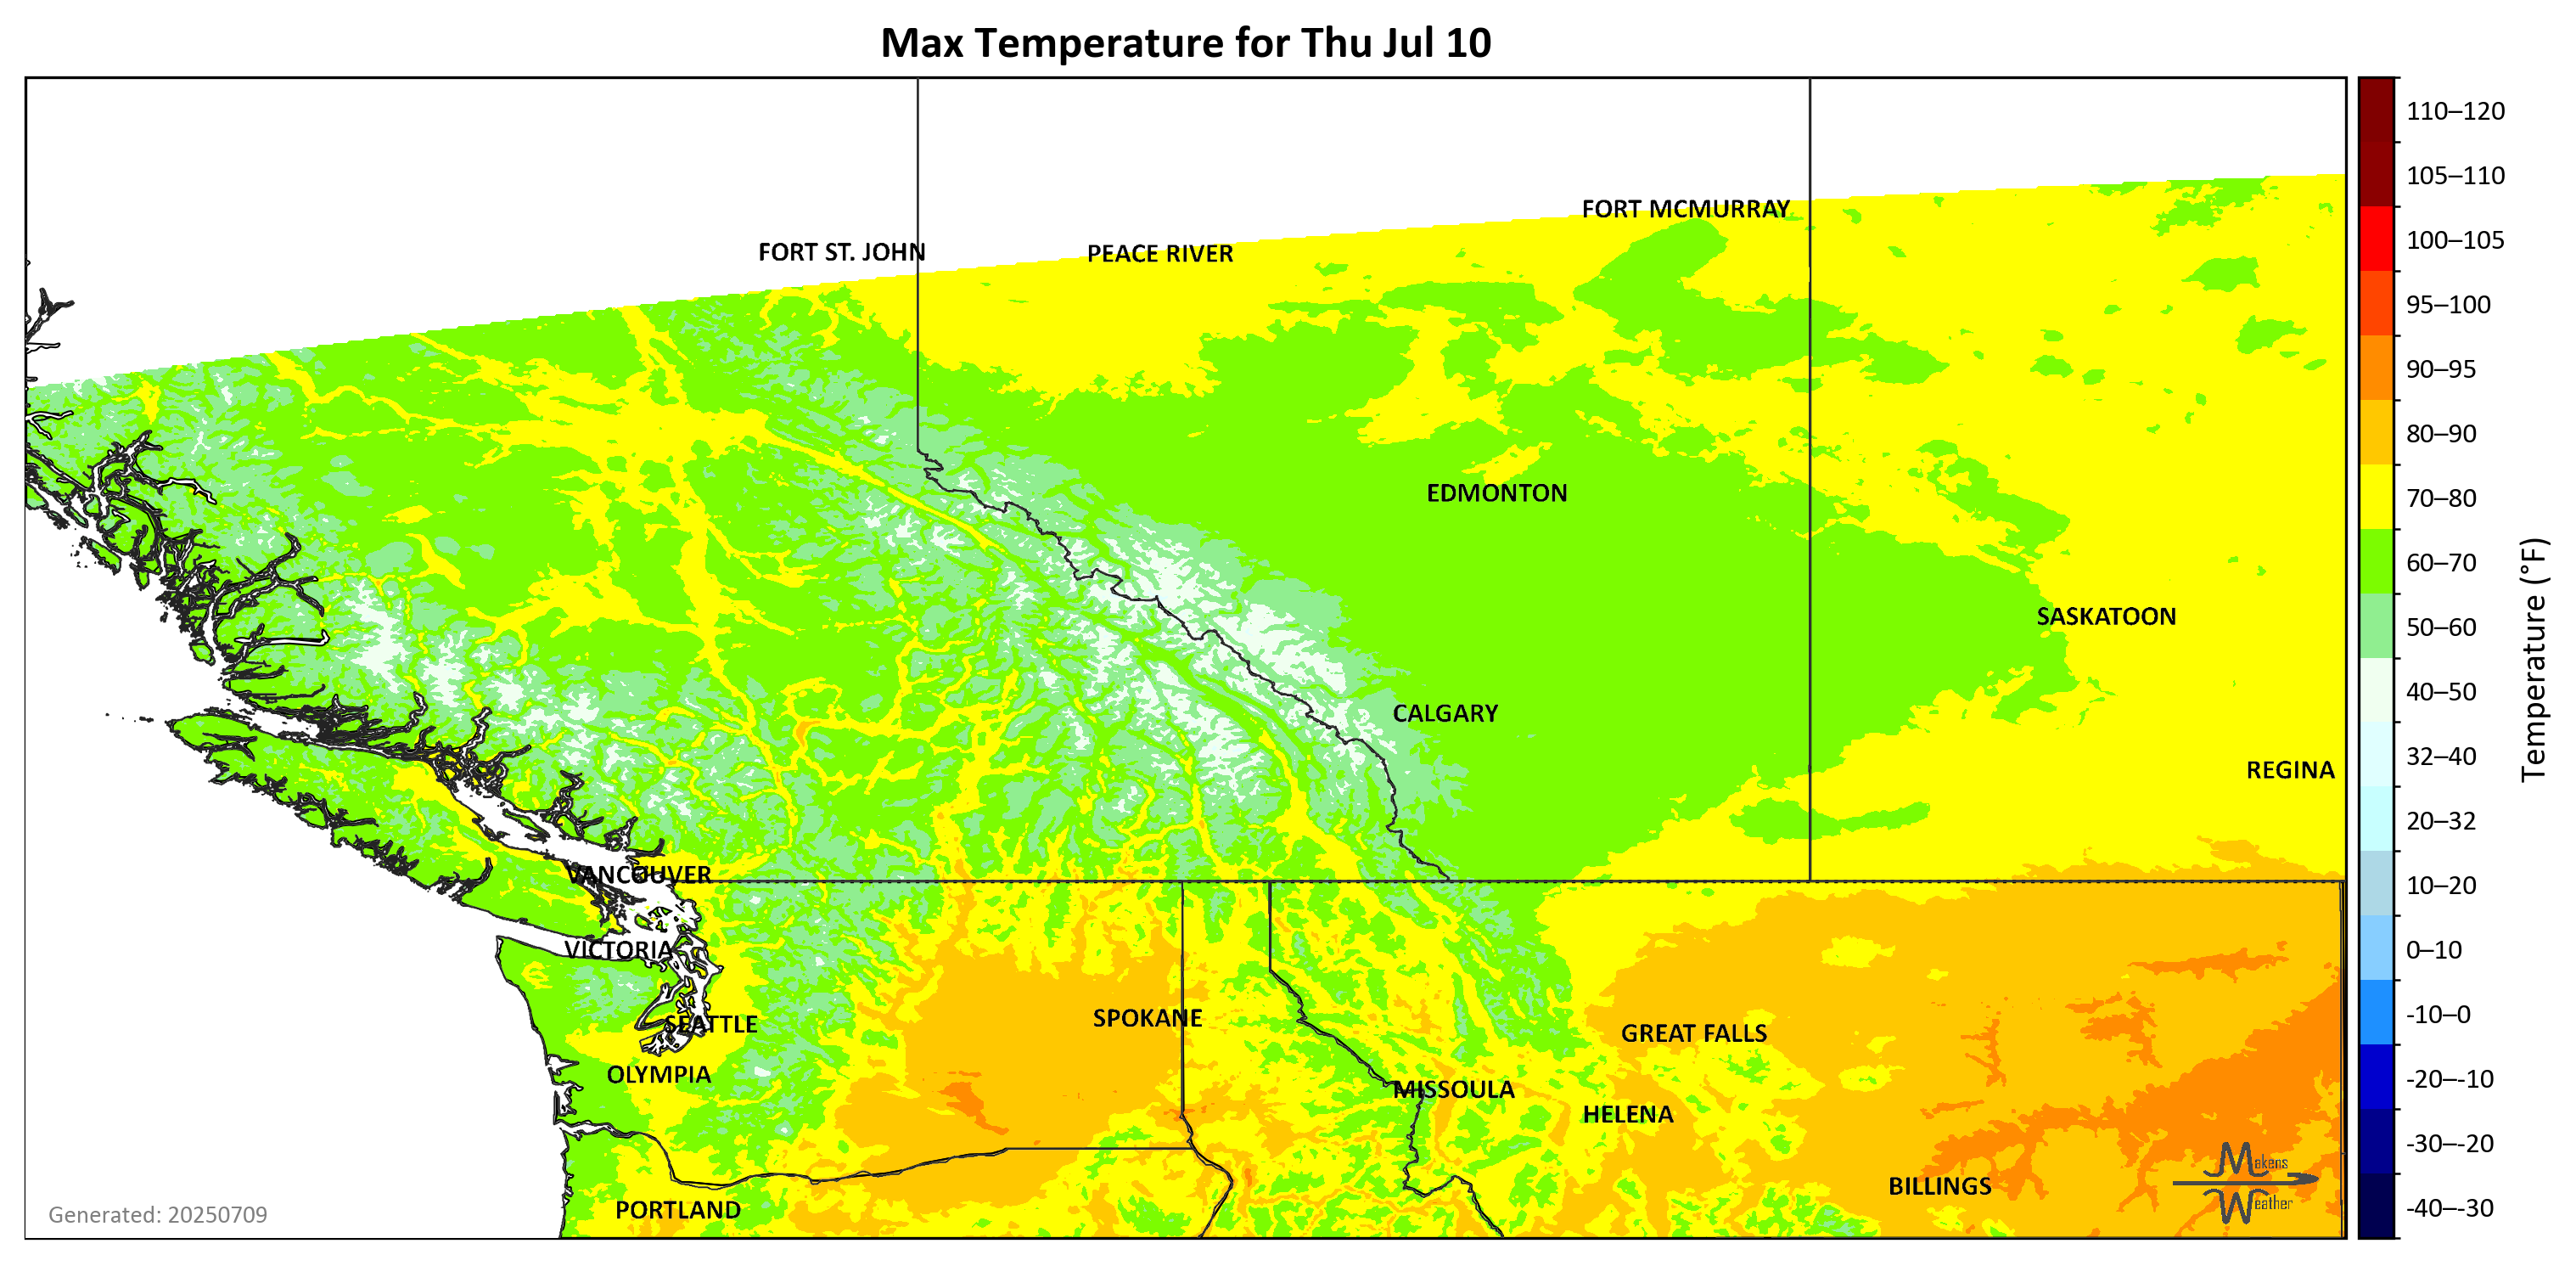 Max Temperature for Thu Jul 10
FORT MCMURRAY
FORT ST. JOHN
PEACE RIVER
EDMONTON
SASKATOON
CALGARY
REGINA
VANCOUVER
VICTORIA
SEATTLE
SPOKANE
GREAT FALLS
OLYMPIA
MISSOULA
HELENA
BILLINGS
PORTLAND
Makens
Weather
Generated: 20250709
110–120
105–110
100–105
95–100
90–95
80–90
70–80
60–70
50–60
40–50
32–40
20–32
10–20
0–10
-10–0
-20–-10
-30–-20
-40–-30
Temperature (°F)